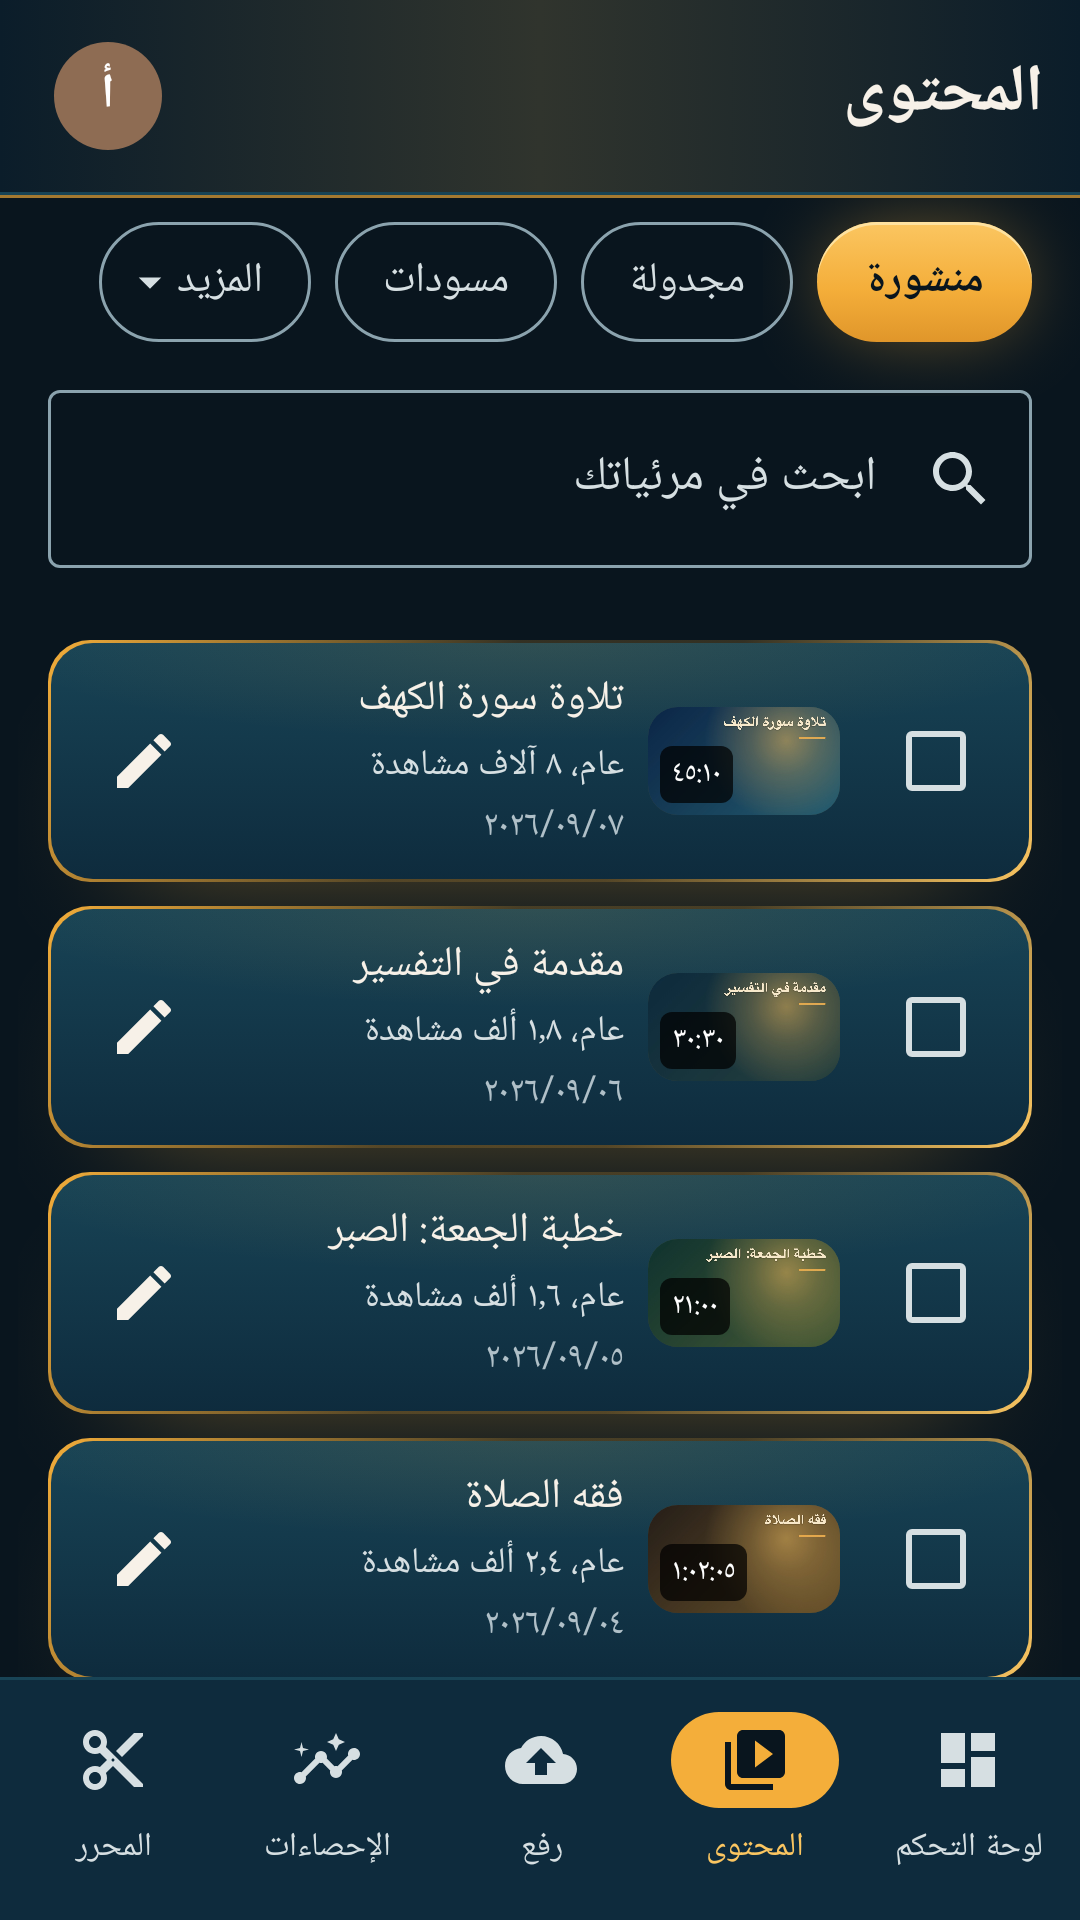 المحتوى
أ
منشورة
مجدولة
مسودات
المزيد
ابحث في مرئياتك
تلاوة سورة الكهف
٤٥:١٠
تلاوة سورة الكهف
عام، ٨ آلاف مشاهدة
٢٠٢٦/٠٩/٠٧
مقدمة في التفسير
٣٠:٣٠
مقدمة في التفسير
عام، ١,٨ ألف مشاهدة
٢٠٢٦/٠٩/٠٦
خطبة الجمعة: الصبر
٢١:٠٠
خطبة الجمعة: الصبر
عام، ١,٦ ألف مشاهدة
٢٠٢٦/٠٩/٠٥
فقه الصلاة
١:٠٢:٠٥
فقه الصلاة
عام، ٢,٤ ألف مشاهدة
٢٠٢٦/٠٩/٠٤
لوحة التحكم
المحتوى
رفع
الإحصاءات
المحرر